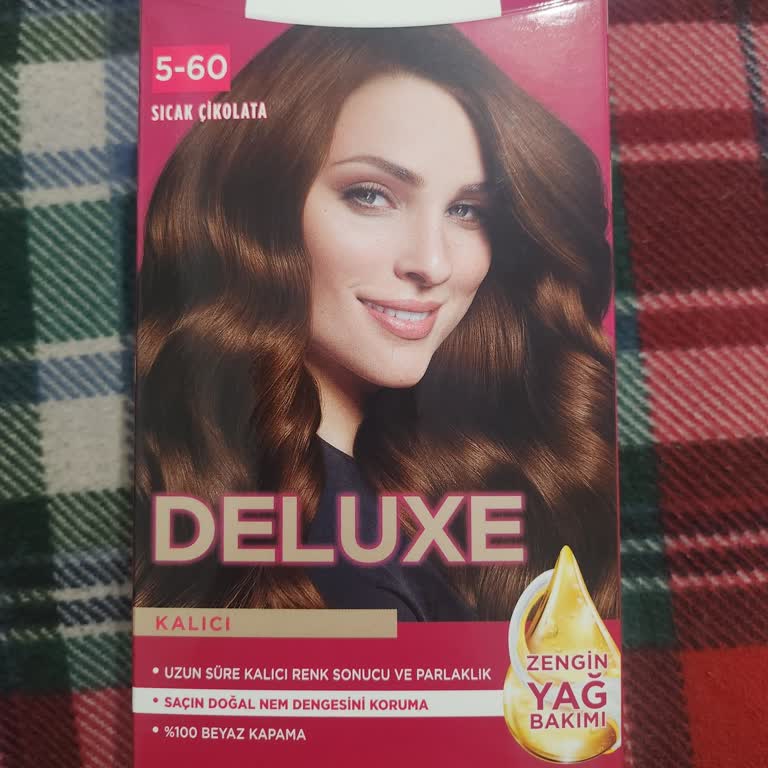 5-60
SICAK ÇİKOLATA
DELUXE
KALICI
• UZUN SÜRE KALICI RENK SONUCU VE PARLAKLIK
• SAÇIN DOĞAL NEM DENGESİNİ KORUMA
• %100 BEYAZ KAPAMA
ZENGİN
YAĞ
BAKIMI